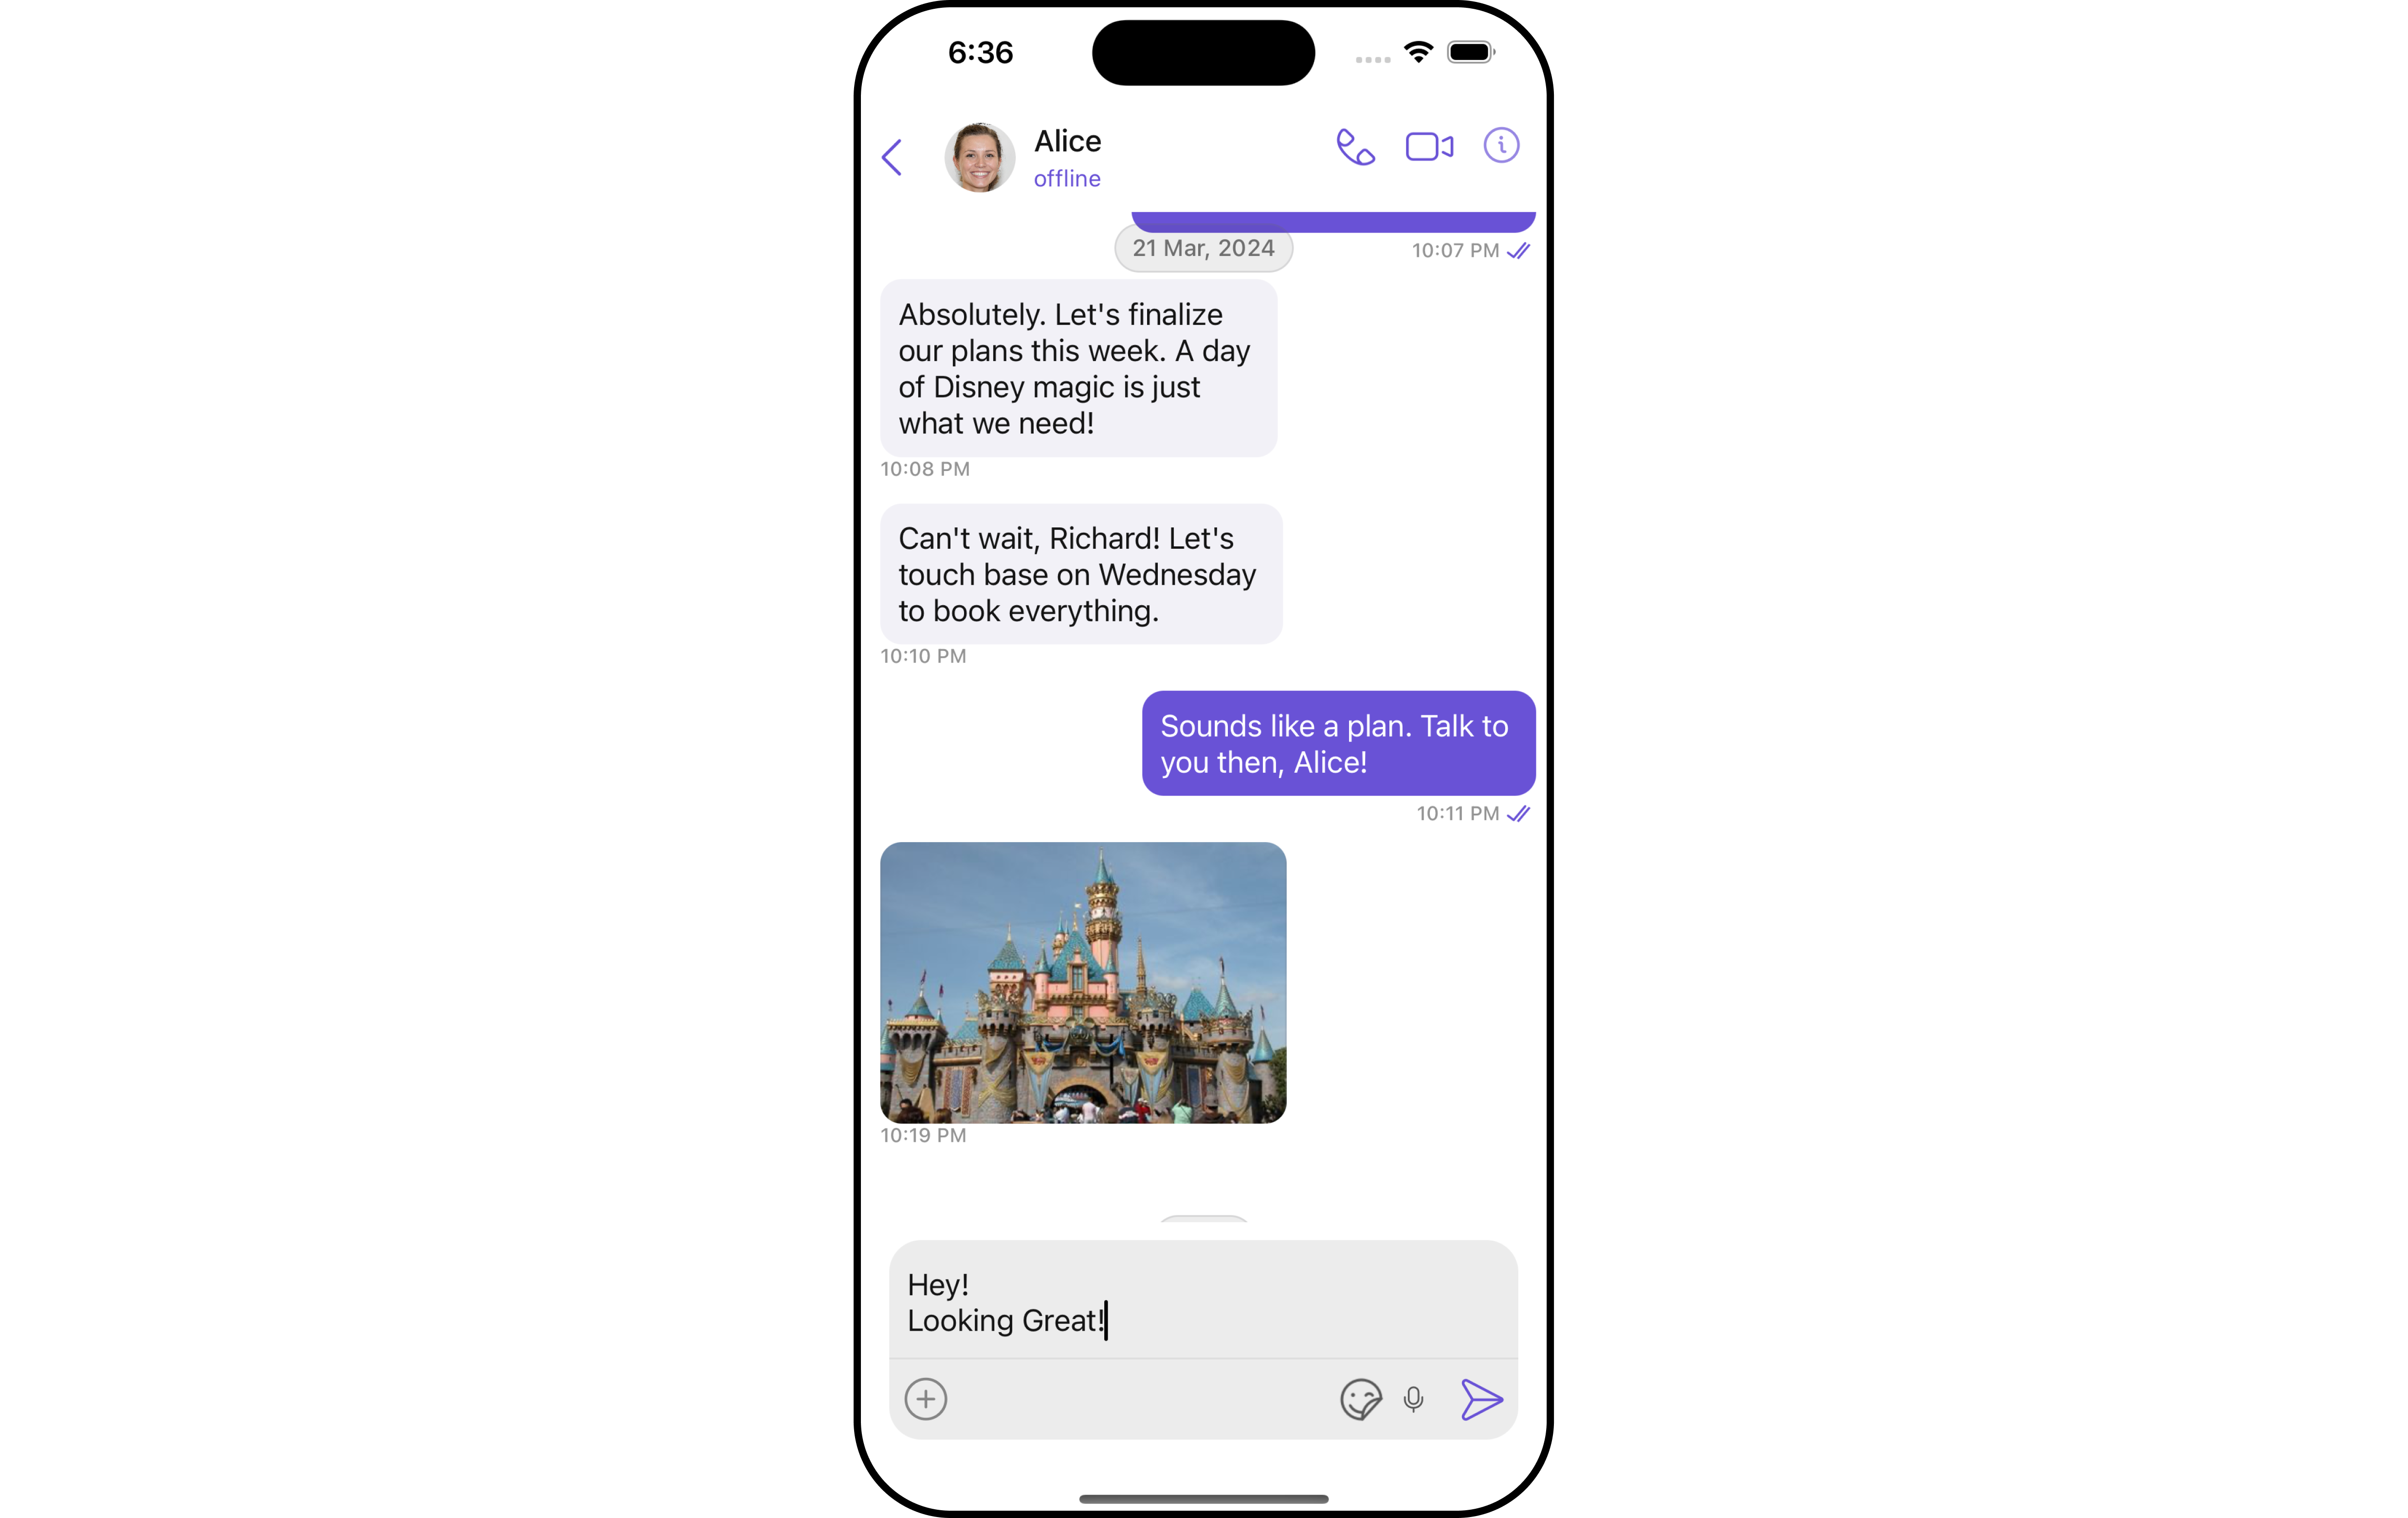 6:36
Alice
offline
21 Mar, 2024
10:07 PM
Absolutely. Let's finalize
our plans this week. A day
of Disney magic is just
what we need!
10:08 PM
Can't wait, Richard! Let's
touch base on Wednesday
to book everything.
10:10 PM
Sounds like a plan. Talk to
you then, Alice!
10:11 PM
10:19 PM
Hey!
Looking Great!